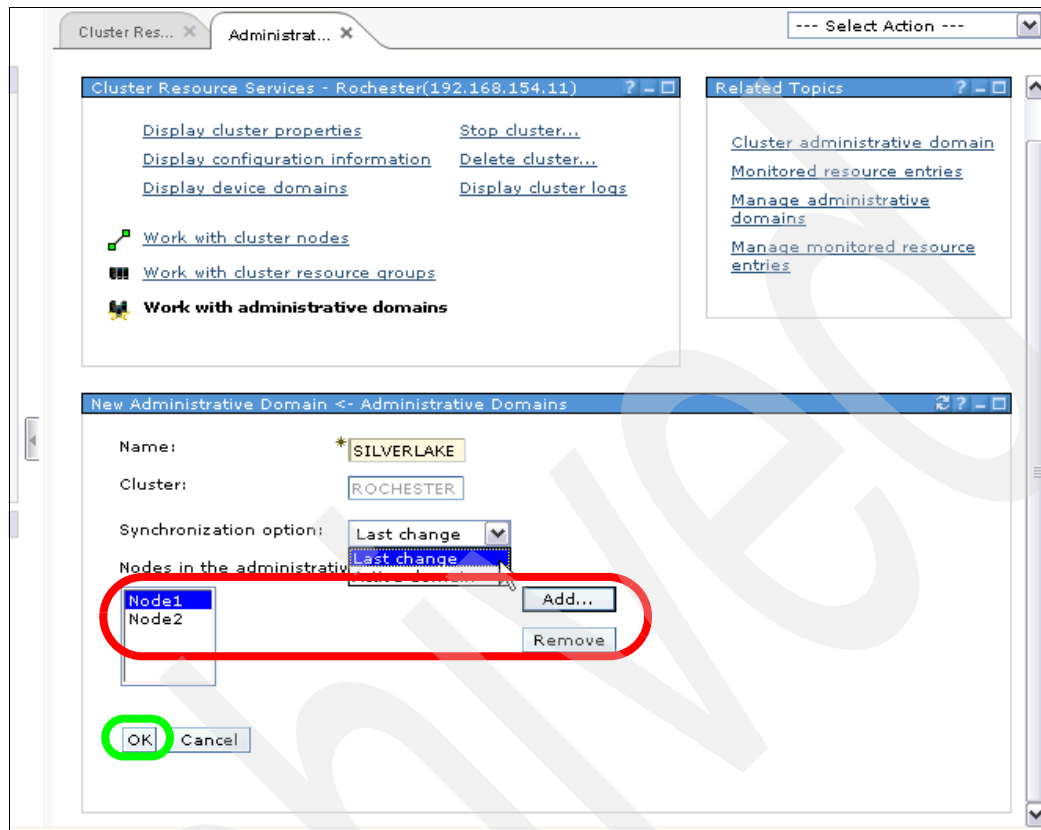 Cluster Res... Administrat... --- Select Action ---
Cluster Resource Services - Rochester(192.168.154.11)
Display cluster properties Stop cluster...
Display configuration information Delete cluster...
Display device domains Display cluster logs
Work with cluster nodes
Work with cluster resource groups
Work with administrative domains
Related Topics
Cluster administrative domain
Monitored resource entries
Manage administrative
domains
Manage monitored resource
entries
New Administrative Domain <- Administrative Domains
Name: * SILVERLAKE
Cluster: ROCHESTER
Synchronization option: Last change
Last change
Active domain
Nodes in the administrativ
Node1
Node2
Add...
Remove
OK Cancel